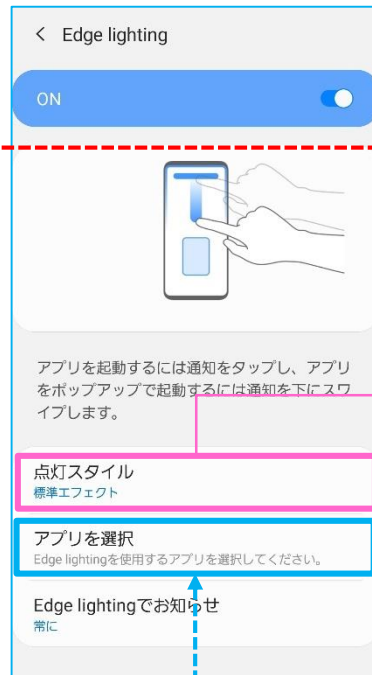 < Edge lighting
ON
アプリを起動するには通知をタップし、アプリ
をポップアップで起動するには通知を下にスワ
イプします。
点灯スタイル
標準エフェクト
アプリを選択
Edge lightingを使用するアプリを選択してください。
Edge lightingでお知らせ
常に